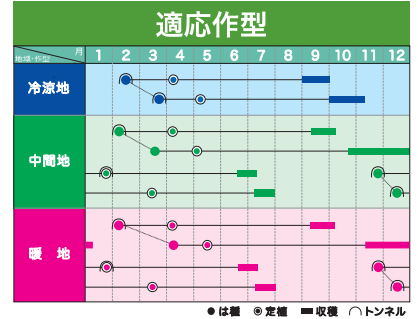 適応作型
月
地域・作型
1 2 3 4 5 6 7 8 9 10 11 12
冷涼地
中間地
暖 地
は種 定植 収穫 トンネル